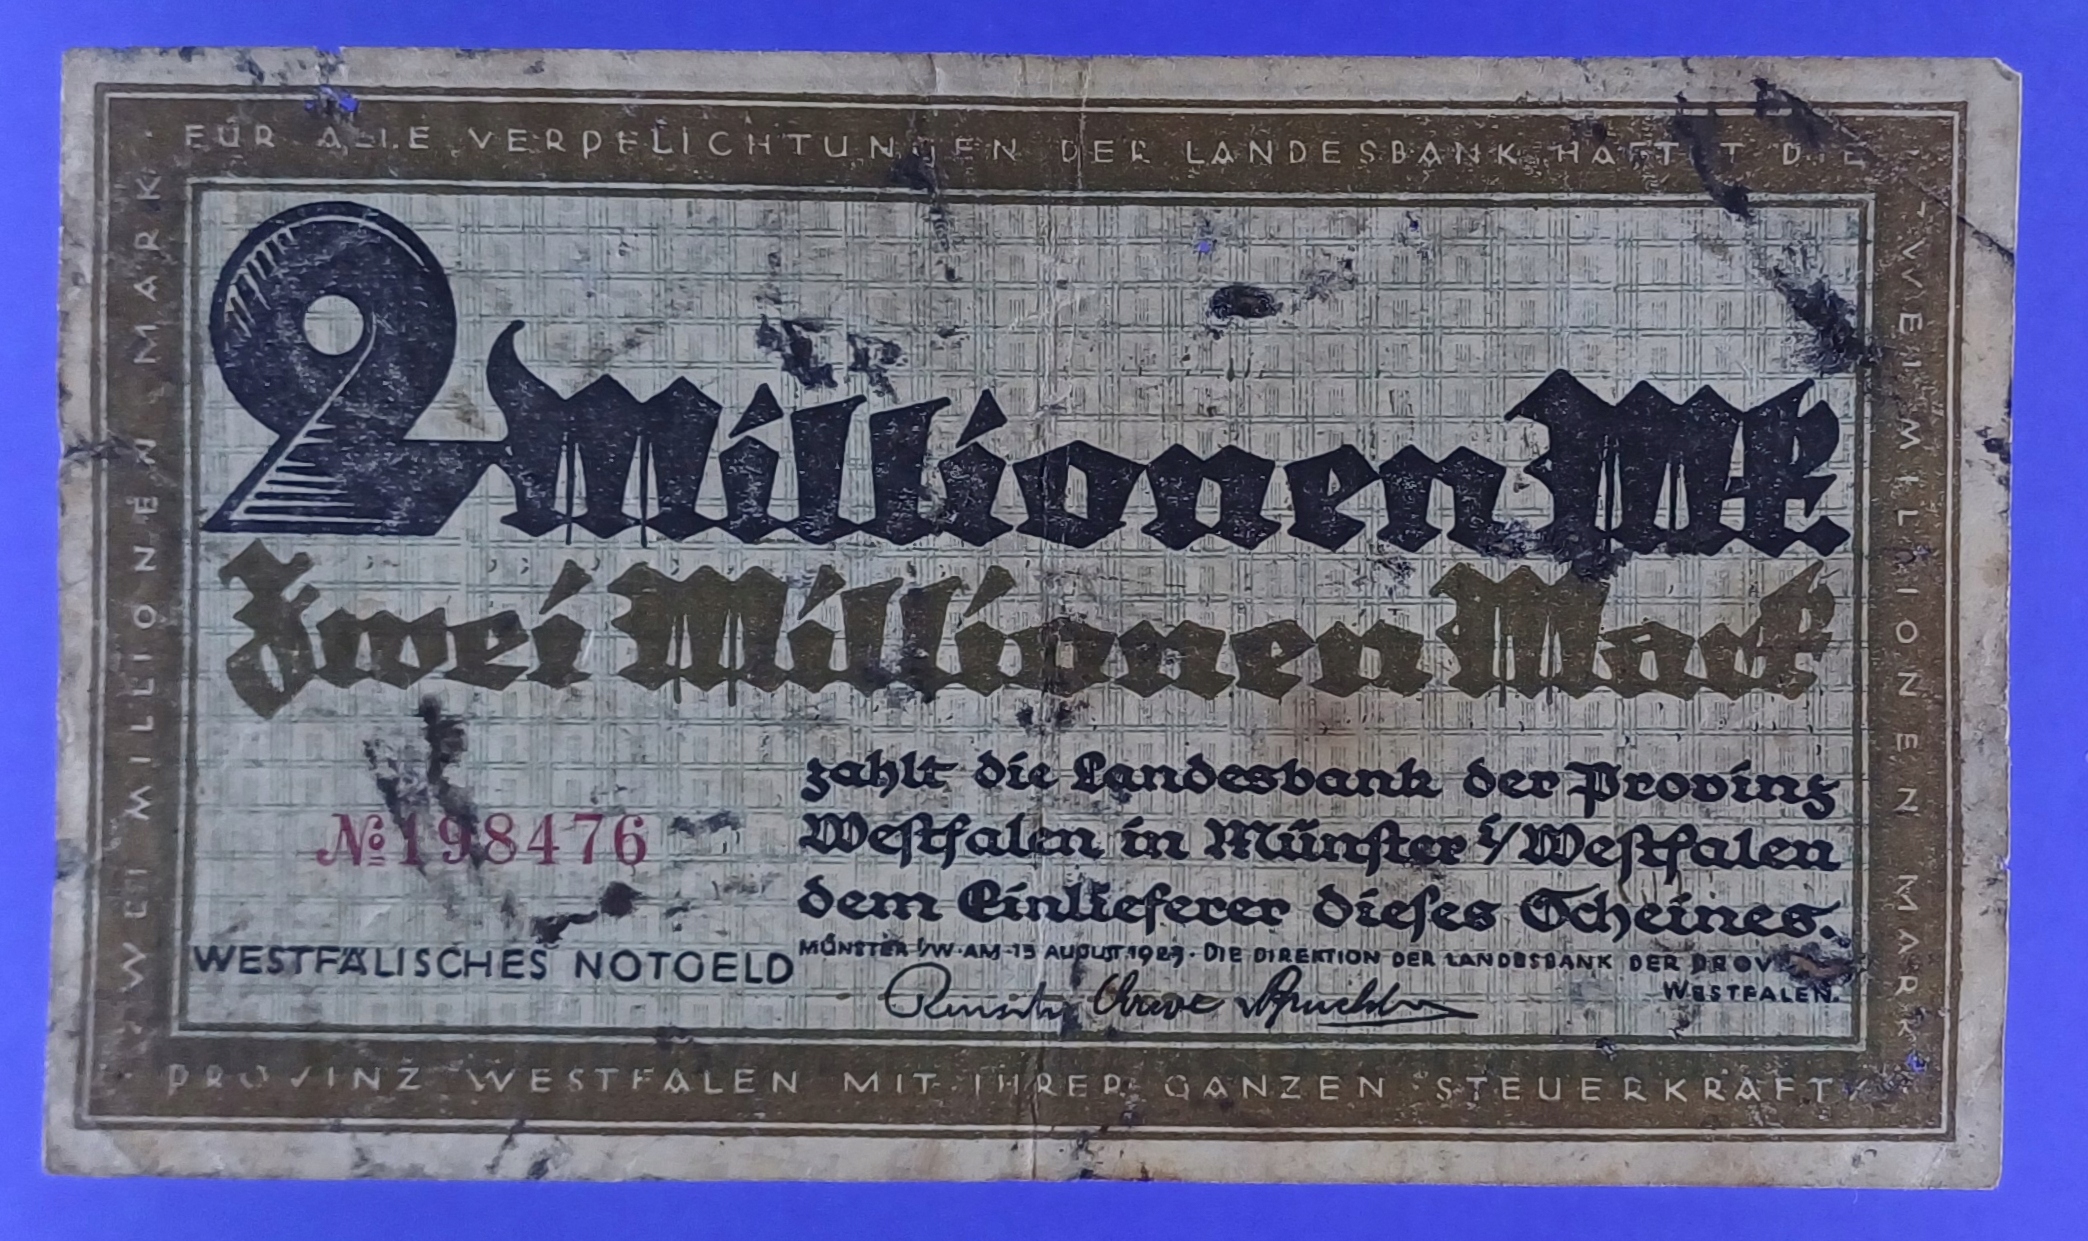 FÜR ALLE VERPFLICHTUNGEN DER LANDESBANK HAFTET DIE
ZWEI MILLIONEN MARK
2 Millionen Mk
Zwei Millionen Mark
zahlt die Landesbank der Provinz
Westfalen in Münster i/Westfalen
dem Einlieferer dieses Scheines.
№ 198476
WESTFÄLISCHES NOTGELD
MÜNSTER I/W·AM·15 AUGUST 1923·DIE DIREKTION DER LANDESBANK DER PROV
WESTFALEN.
ZWEI MILLIONEN MARK
PROVINZ WESTFALEN MIT IHRER GANZEN STEUERKRAFT